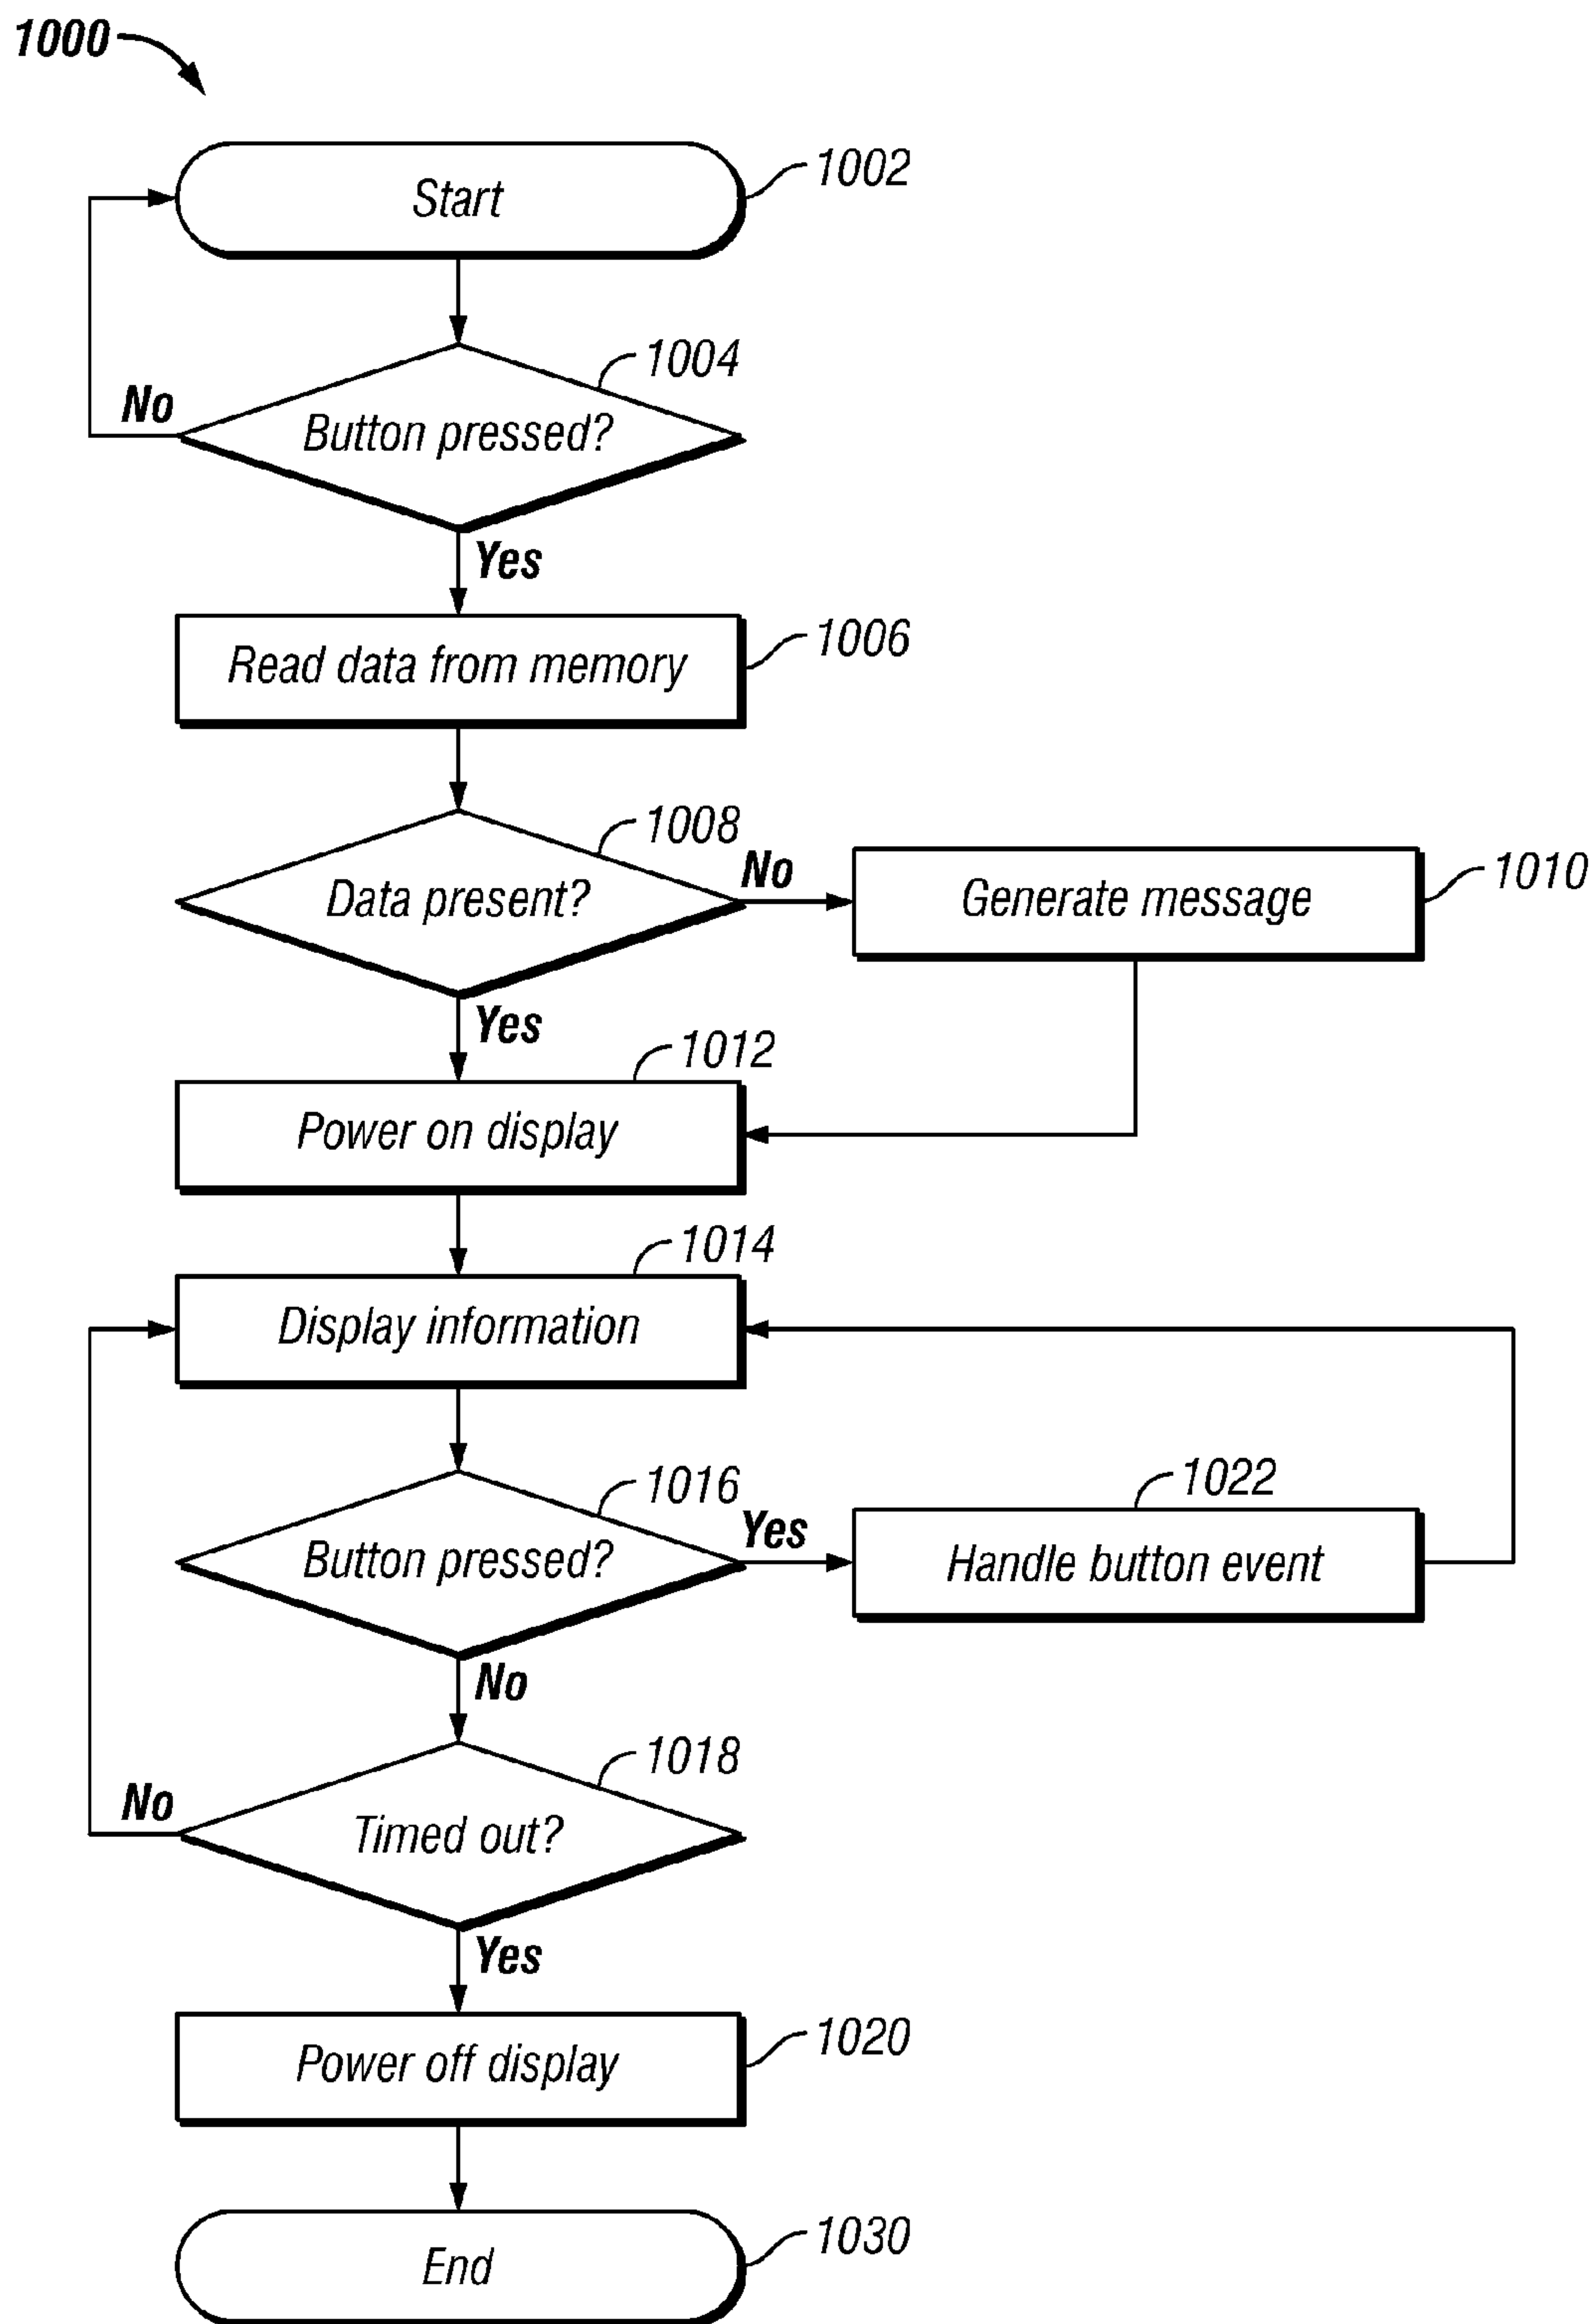 1000
Start
1002
1004
No
Button pressed?
Yes
Read data from memory
1006
1008
Data present?
No
Generate message
1010
Yes
1012
Power on display
1014
Display information
1016
Button pressed?
Yes
1022
Handle button event
No
1018
No
Timed out?
Yes
Power off display
1020
End
1030